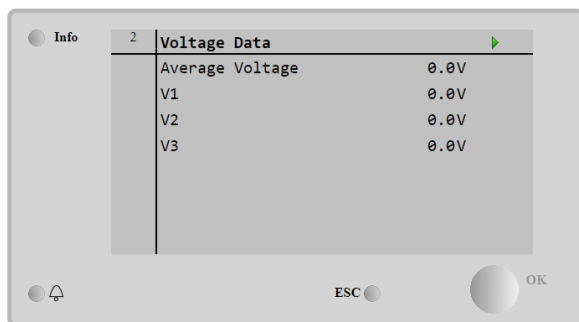 Info
2 Voltage Data
Average Voltage 0.0V
V1 0.0V
V2 0.0V
V3 0.0V
ESC
OK